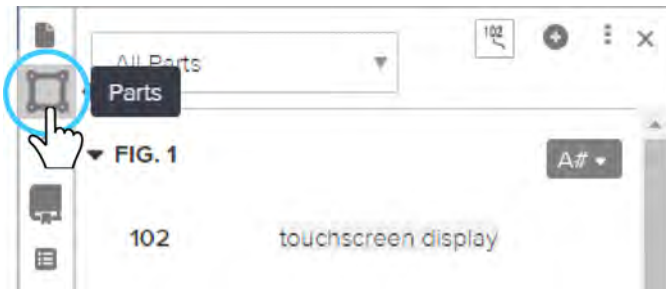 102
All Parts
Parts
FIG. 1
A#
102 touchscreen display